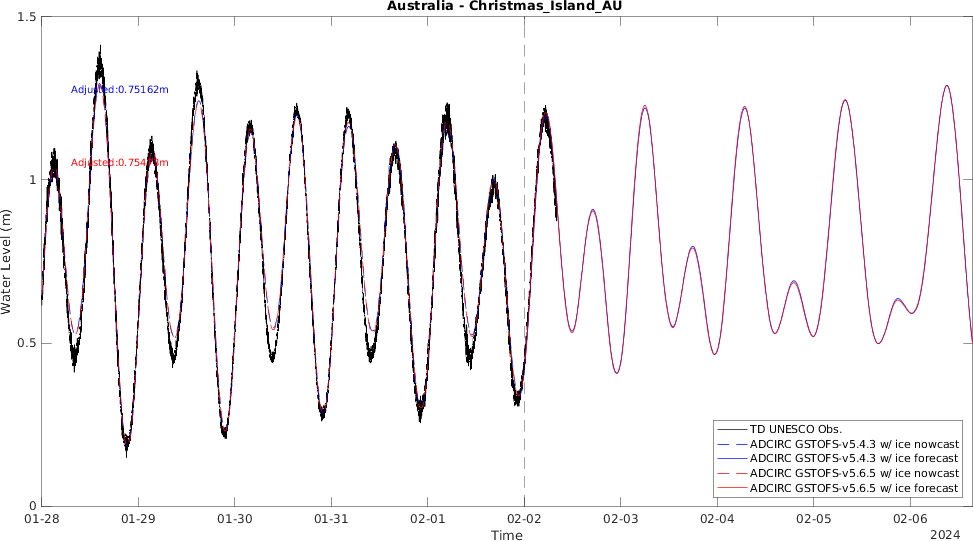 Australia - Christmas_Island_AU
1.5
1
0.5
0
Water Level (m)
Adjusted:0.75162m
TD UNESCO Obs.
ADCIRC GSTOFS-v5.4.3 w/ ice nowcast
ADCIRC GSTOFS-v5.4.3 w/ ice forecast
ADCIRC GSTOFS-v5.6.5 w/ ice nowcast
ADCIRC GSTOFS-v5.6.5 w/ ice forecast
01-28 01-29 01-30 01-31 02-01 02-02 02-03 02-04 02-05 02-06
Time
2024